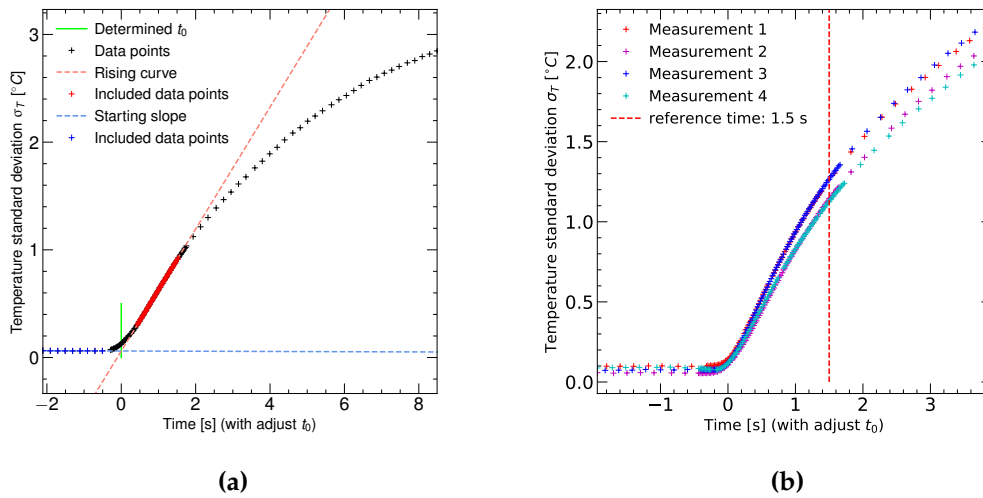 Determined t₀
Data points
Rising curve
Included data points
Starting slope
Included data points
Temperature standard deviation σ_T [°C]
3
2
1
0
−2
0
2
4
6
8
Time [s] (with adjust t₀)
(a)
Measurement 1
Measurement 2
Measurement 3
Measurement 4
reference time: 1.5 s
Temperature standard deviation σ_T [°C]
2.0
1.5
1.0
0.5
0.0
−1
0
1
2
3
Time [s] (with adjust t₀)
(b)